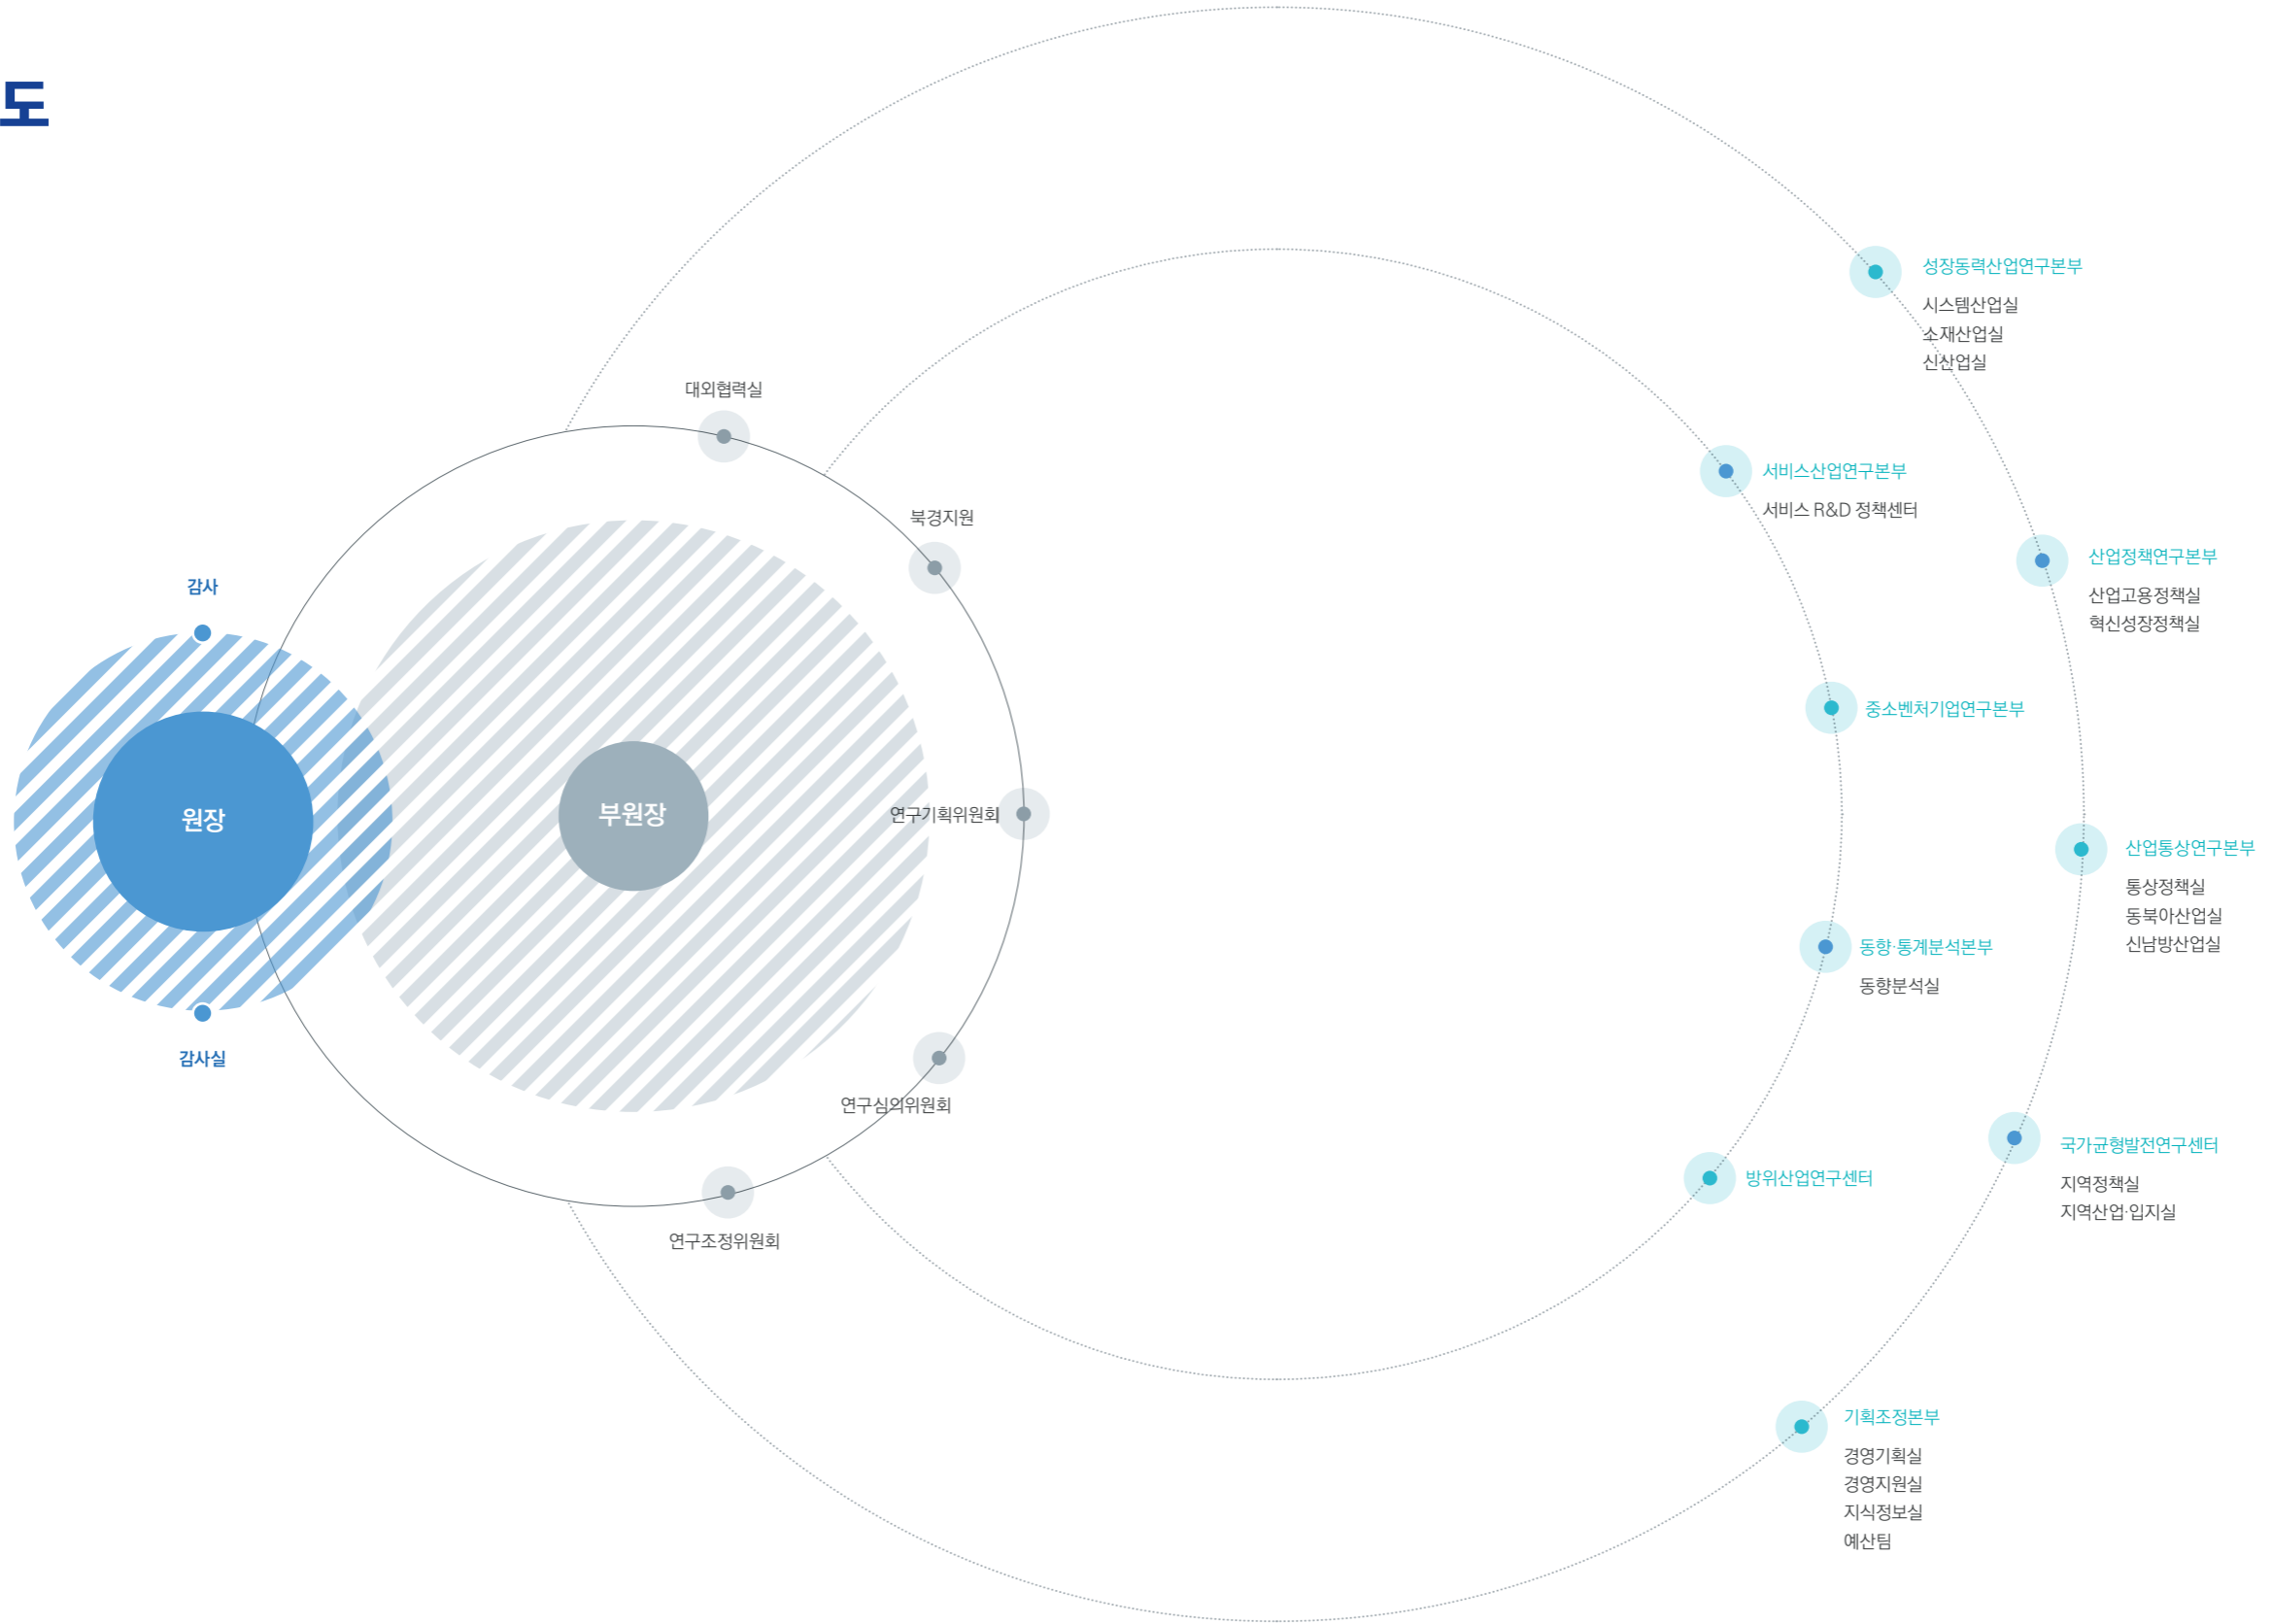 도
감사
원장
감사실
부원장
대외협력실
북경지원
연구기획위원회
연구심의위원회
연구조정위원회
성장동력산업연구본부
시스템산업실
소재산업실
신산업실
서비스산업연구본부
서비스 R&D 정책센터
산업정책연구본부
산업고용정책실
혁신성장정책실
중소벤처기업연구본부
산업통상연구본부
통상정책실
동북아산업실
신남방산업실
동향·통계분석본부
동향분석실
국가균형발전연구센터
지역정책실
지역산업·입지실
방위산업연구센터
기획조정본부
경영기획실
경영지원실
지식정보실
예산팀